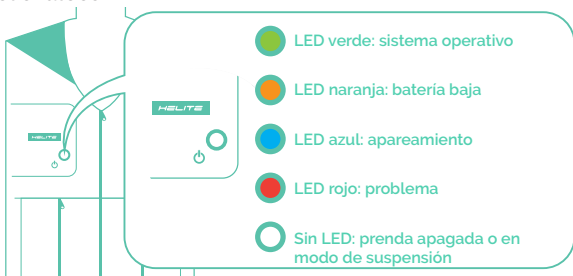 LED verde: sistema operativo
LED naranja: batería baja
HELITE
HELITE
LED azul: apareamiento
LED rojo: problema
Sin LED: prenda apagada o en
modo de suspensión